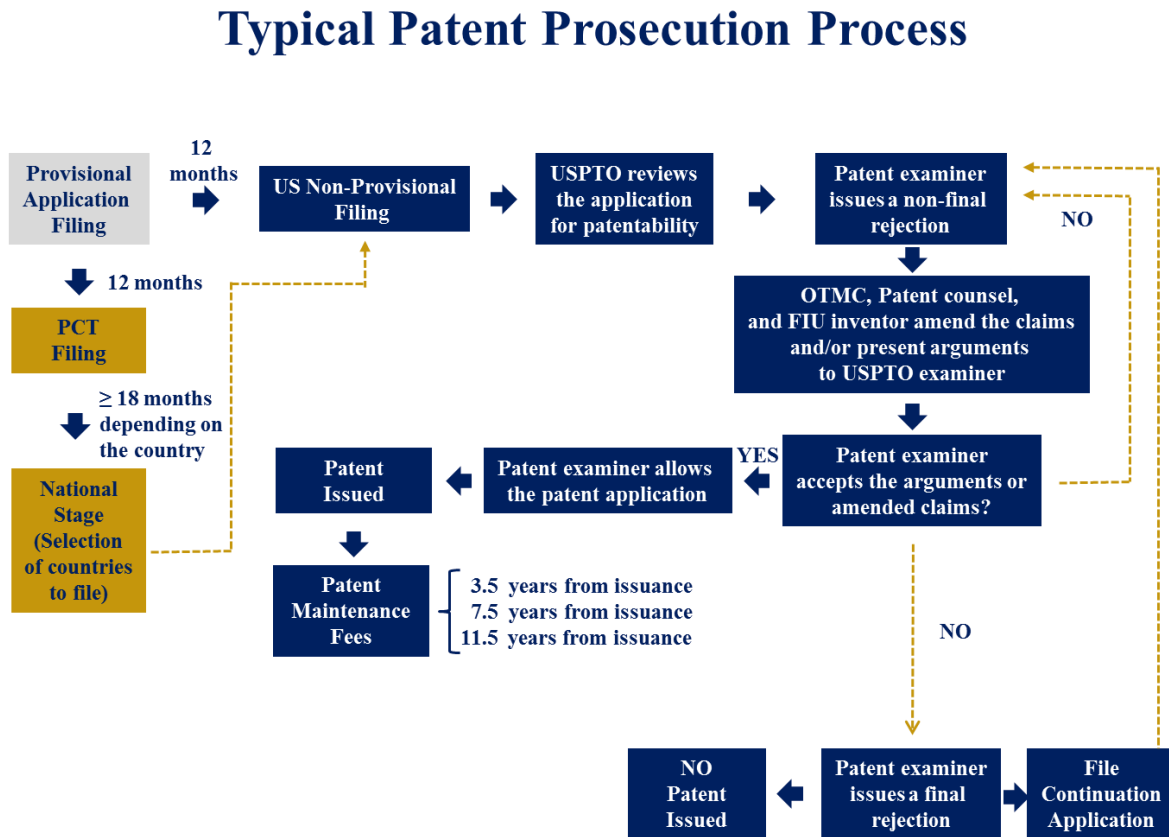 Typical Patent Prosecution Process
Provisional
Application
Filing
12
months
US Non-Provisional
Filing
USPTO reviews
the application
for patentability
Patent examiner
issues a non-final
rejection
NO
12 months
PCT
Filing
OTMC, Patent counsel,
and FIU inventor amend the claims
and/or present arguments
to USPTO examiner
≥ 18 months
depending on
the country
National
Stage
(Selection
of countries
to file)
Patent examiner
accepts the arguments or
amended claims?
YES
Patent examiner allows
the patent application
Patent
Issued
Patent
Maintenance
Fees
3.5 years from issuance
7.5 years from issuance
11.5 years from issuance
NO
NO
Patent
Issued
Patent examiner
issues a final
rejection
File
Continuation
Application